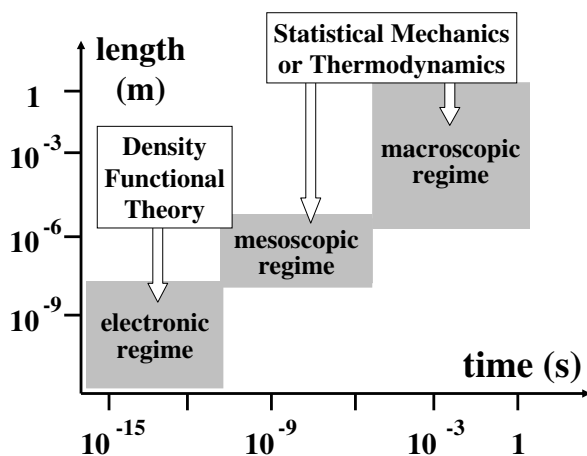 length
(m)
Statistical Mechanics
or Thermodynamics
1
10^-3
10^-6
10^-9
Density
Functional
Theory
macroscopic
regime
mesoscopic
regime
electronic
regime
time (s)
10^-15
10^-9
10^-3
1